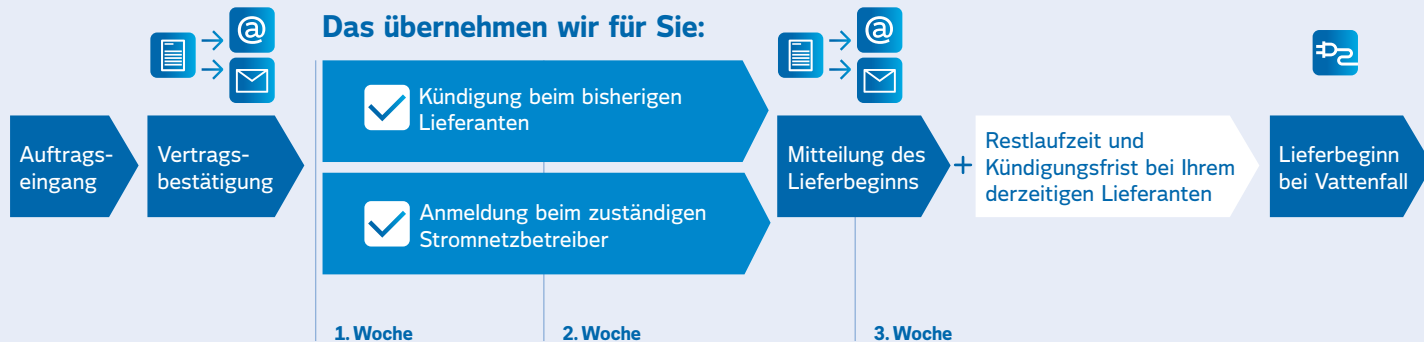 Das übernehmen wir für Sie:
@
@
Auftrags-
eingang
Vertrags-
bestätigung
Kündigung beim bisherigen
Lieferanten
Anmeldung beim zuständigen
Stromnetzbetreiber
Mitteilung des
Lieferbeginns
+
Restlaufzeit und
Kündigungsfrist bei Ihrem
derzeitigen Lieferanten
Lieferbeginn
bei Vattenfall
1. Woche
2. Woche
3. Woche